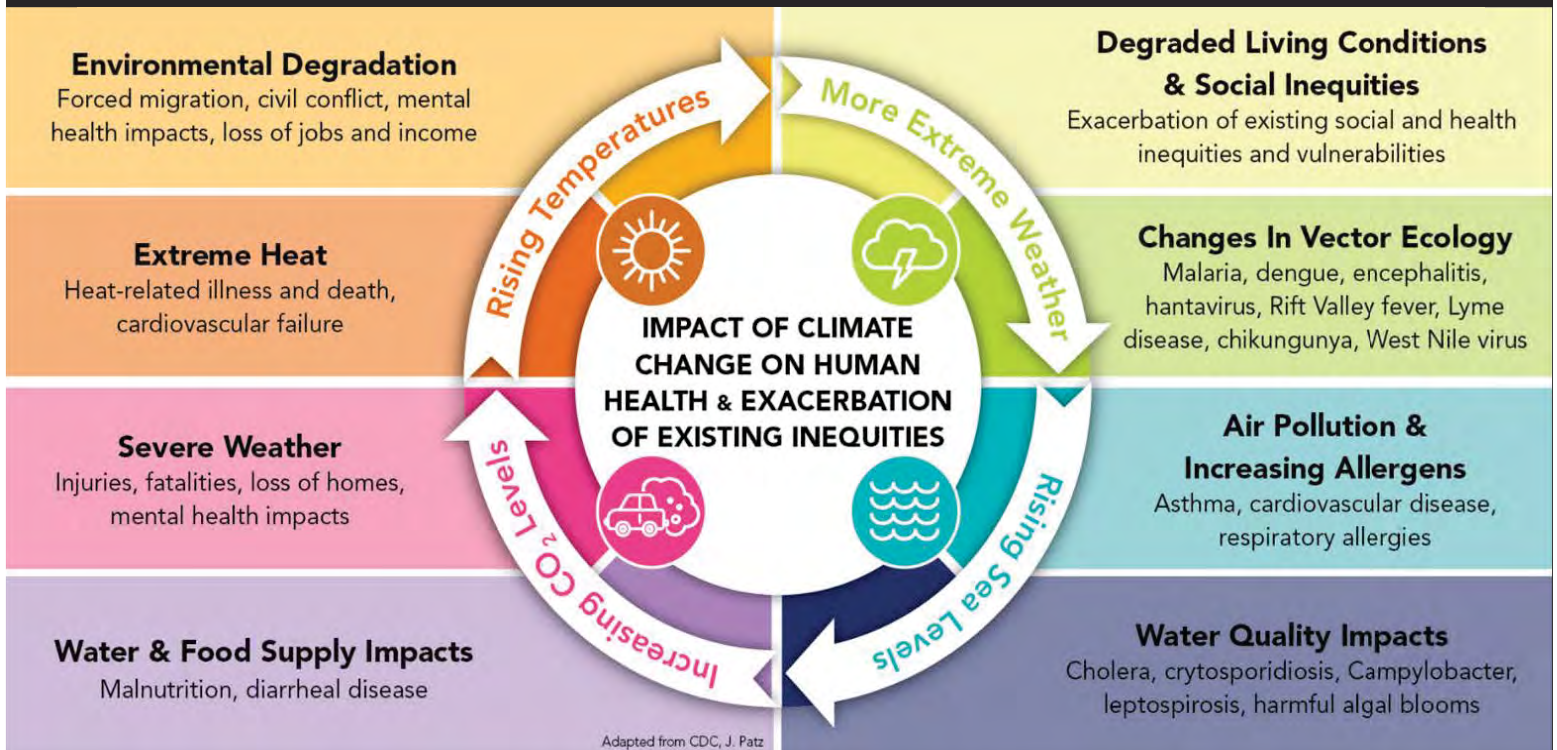 Environmental Degradation
Forced migration, civil conflict, mental
health impacts, loss of jobs and income
Extreme Heat
Heat-related illness and death,
cardiovascular failure
Severe Weather
Injuries, fatalities, loss of homes,
mental health impacts
Water & Food Supply Impacts
Malnutrition, diarrheal disease
Rising Temperatures
More Extreme Weather
Rising Sea Levels
Increasing CO₂ Levels
IMPACT OF CLIMATE
CHANGE ON HUMAN
HEALTH & EXACERBATION
OF EXISTING INEQUITIES
Degraded Living Conditions
& Social Inequities
Exacerbation of existing social and health
inequities and vulnerabilities
Changes In Vector Ecology
Malaria, dengue, encephalitis,
hantavirus, Rift Valley fever, Lyme
disease, chikungunya, West Nile virus
Air Pollution &
Increasing Allergens
Asthma, cardiovascular disease,
respiratory allergies
Water Quality Impacts
Cholera, crytosporidiosis, Campylobacter,
leptospirosis, harmful algal blooms
Adapted from CDC, J. Patz